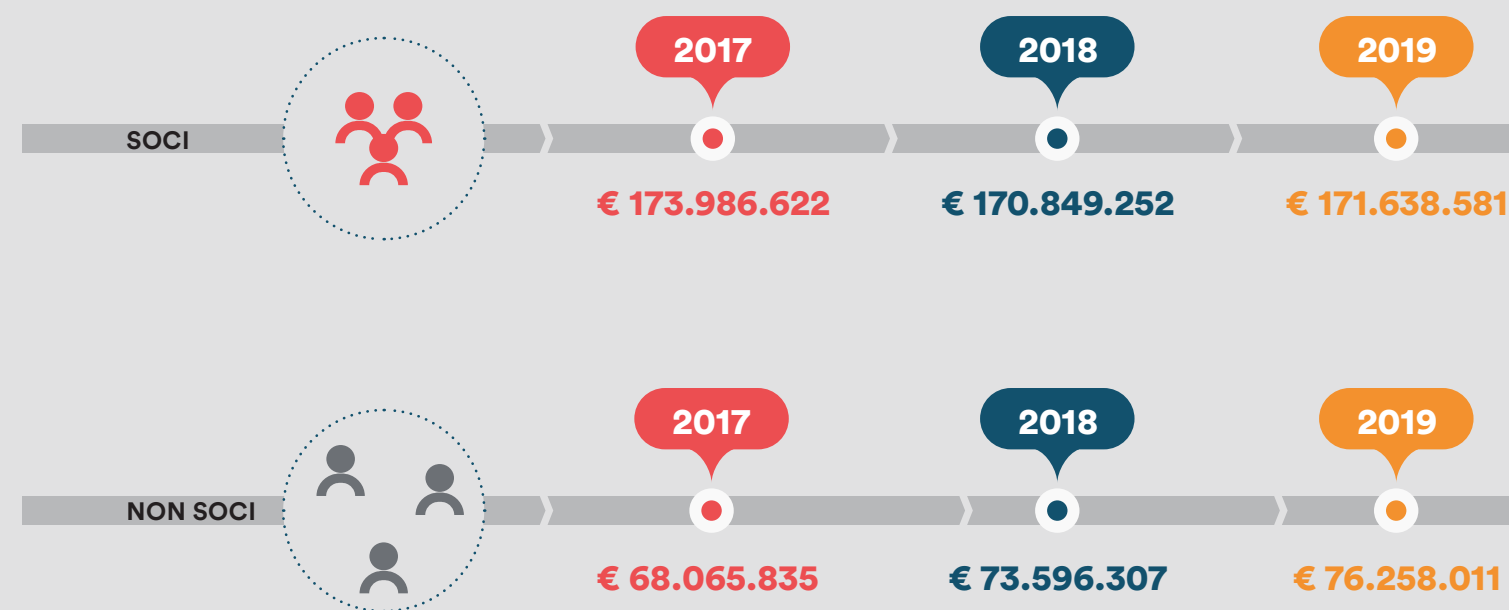 2017 2018 2019
SOCI
€ 173.986.622 € 170.849.252 € 171.638.581
2017 2018 2019
NON SOCI
€ 68.065.835 € 73.596.307 € 76.258.011